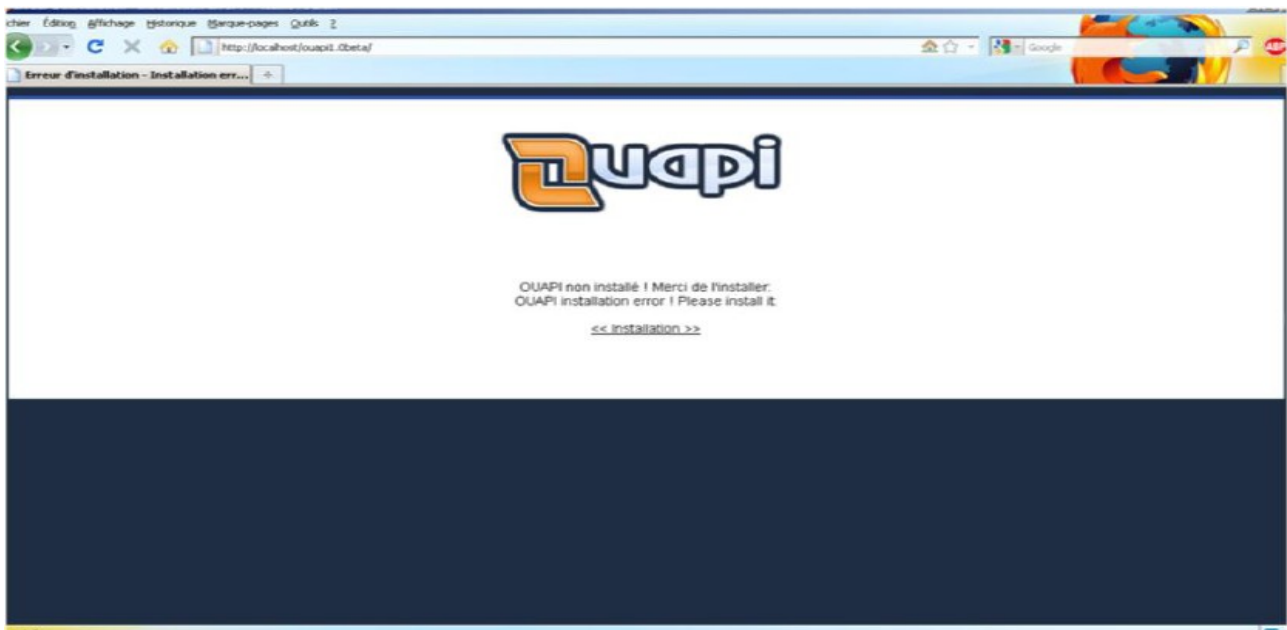 chier Édition Affichage Historique Marque-pages Outils ?
http://localhost/ouapi1.0beta/
Google
ABP
Erreur d'installation - Installation err...
Ouapi
OUAPI non installé ! Merci de l'installer.
OUAPI installation error ! Please install it.
<< Installation >>